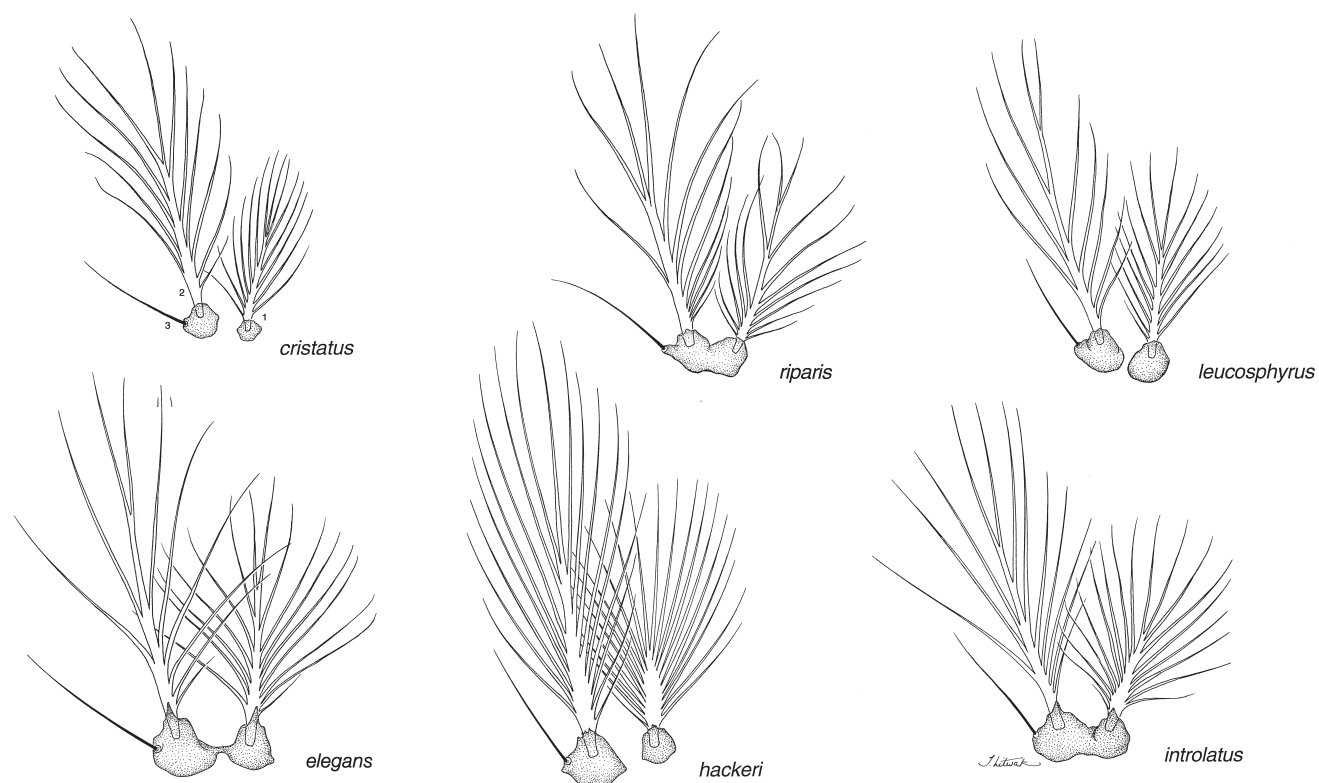 2
3
1
cristatus
riparis
leucosphyrus
elegans
hackeri
introlatus